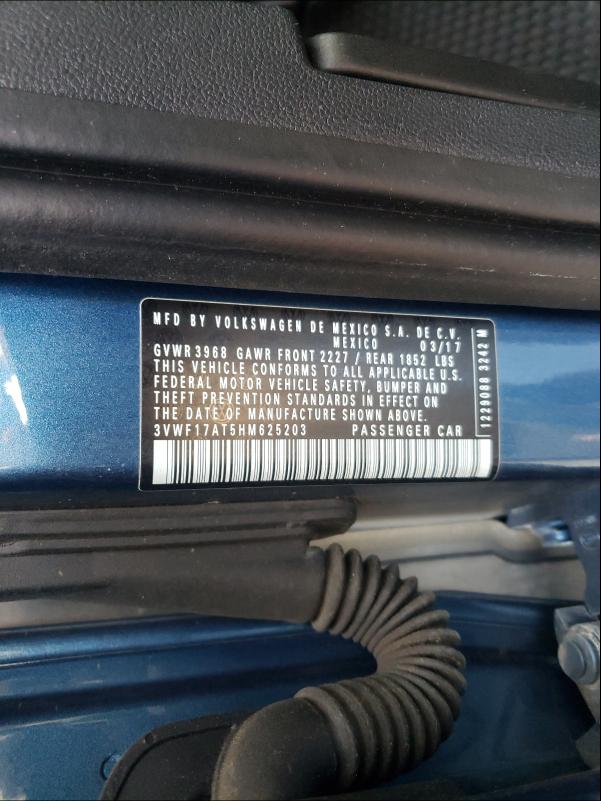 MFD BY VOLKSWAGEN DE MEXICO S.A. DE C.V.
MEXICO 03/17
GVWR 3968 GAWR FRONT 2227 / REAR 1852 LBS
THIS VEHICLE CONFORMS TO ALL APPLICABLE U.S.
FEDERAL MOTOR VEHICLE SAFETY, BUMPER AND
THEFT PREVENTION STANDARDS IN EFFECT ON
THE DATE OF MANUFACTURE SHOWN ABOVE.
3VWF17AT5HM625203 PASSENGER CAR
1229088 3242 M